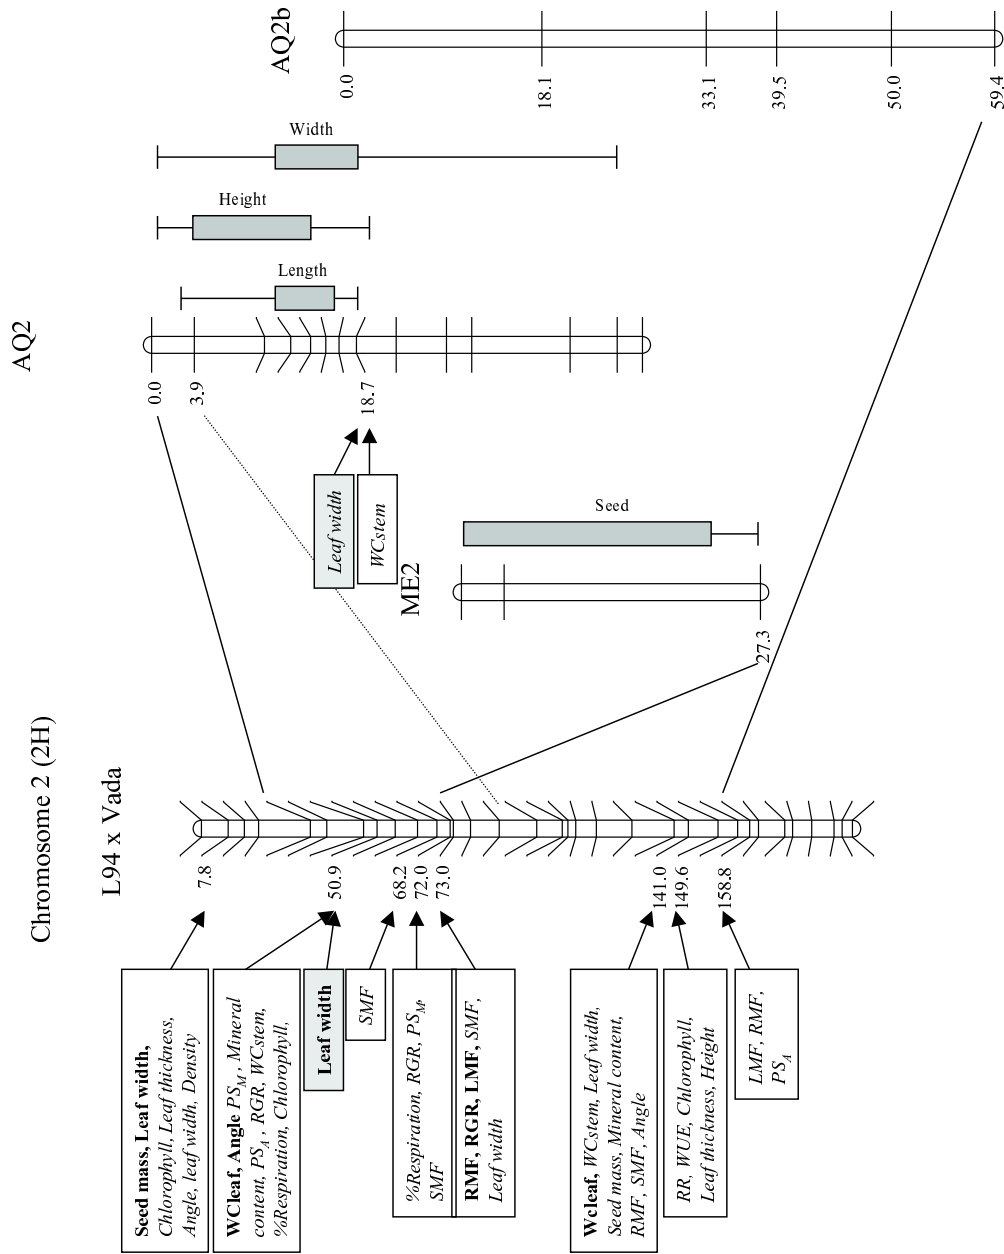 Chromosome 2 (2H)
L94 x Vada
7.8
50.9
68.2
72.0
73.0
141.0
149.6
158.8
Seed mass, Leaf width,
Chlorophyll, Leaf thickness,
Angle, leaf width, Density
WCleaf, Angle PSM, Mineral
content, PSA, RGR, WCstem,
%Respiration, Chlorophyll,
Leaf width
SMF
%Respiration, RGR, PSM,
SMF
RMF, RGR, LMF, SMF,
Leaf width
Wcleaf, WCstem, Leaf width,
Seed mass, Mineral content,
RMF, SMF, Angle
RR, WUE, Chlorophyll,
Leaf thickness, Height
LMF, RMF,
PSA
ME2
27.3
Seed
AQ2
0.0
3.9
18.7
Leaf width
WCstem
Length
Height
Width
AQ2b
0.0
18.1
33.1
39.5
50.0
59.4